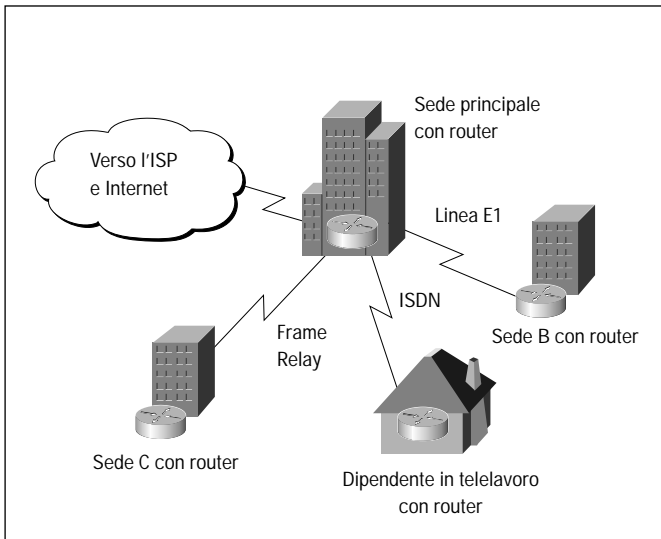 Sede principale
con router
Verso l'ISP
e Internet
Linea E1
ISDN
Sede B con router
Frame
Relay
Sede C con router
Dipendente in telelavoro
con router